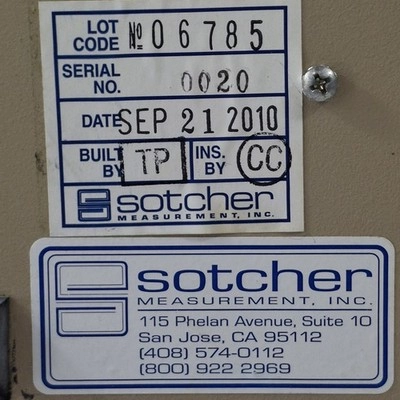 LOT CODE № 06785
SERIAL NO. 0020
DATE SEP 21 2010
BUILT BY TP INS. BY CC
sotcher
MEASUREMENT, INC.
sotcher
MEASUREMENT, INC.
115 Phelan Avenue, Suite 10
San Jose, CA 95112
(408) 574-0112
(800) 922 2969